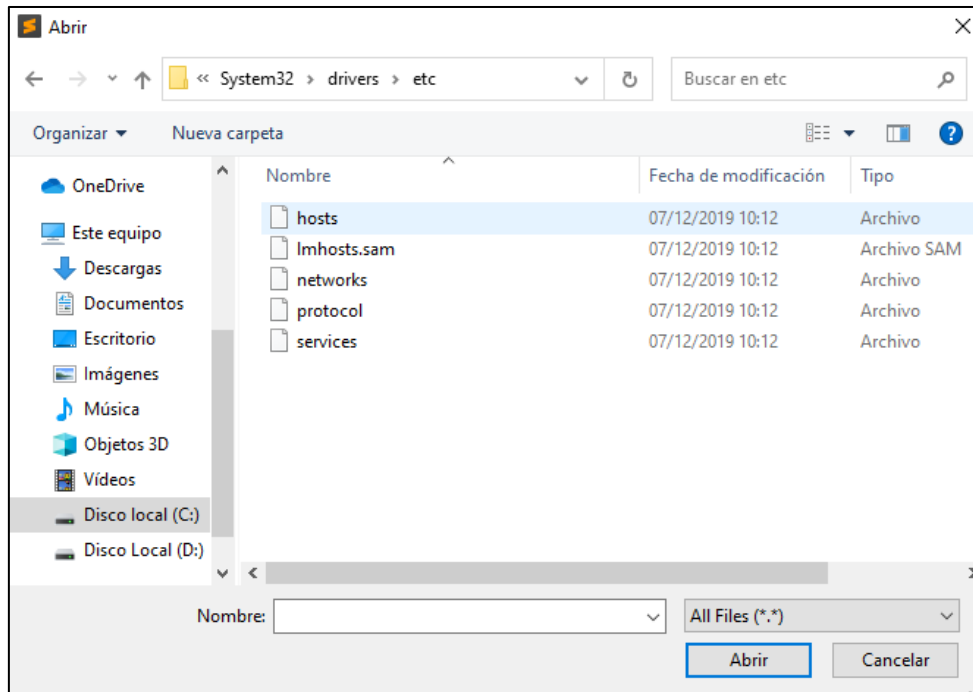 Abrir
« System32 › drivers › etc
Buscar en etc
Organizar
Nueva carpeta
OneDrive
Este equipo
Descargas
Documentos
Escritorio
Imágenes
Música
Objetos 3D
Vídeos
Disco local (C:)
Disco Local (D:)
Nombre Fecha de modificación Tipo
hosts 07/12/2019 10:12 Archivo
lmhosts.sam 07/12/2019 10:12 Archivo SAM
networks 07/12/2019 10:12 Archivo
protocol 07/12/2019 10:12 Archivo
services 07/12/2019 10:12 Archivo
Nombre:
All Files (*.*)
Abrir
Cancelar